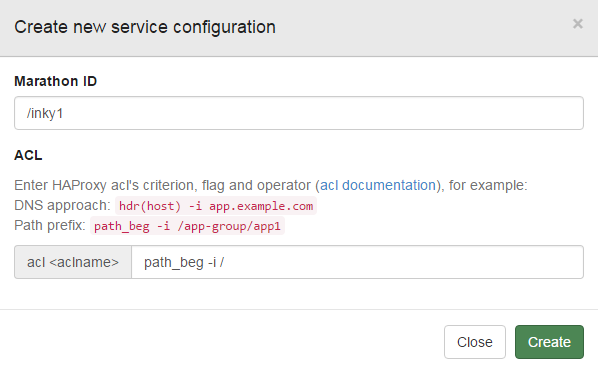 Create new service configuration ×
Marathon ID
/inky1
ACL
Enter HAProxy acl's criterion, flag and operator (acl documentation), for example:
DNS approach: hdr(host) -i app.example.com
Path prefix: path_beg -i /app-group/app1
acl <aclname> path_beg -i /
Close Create